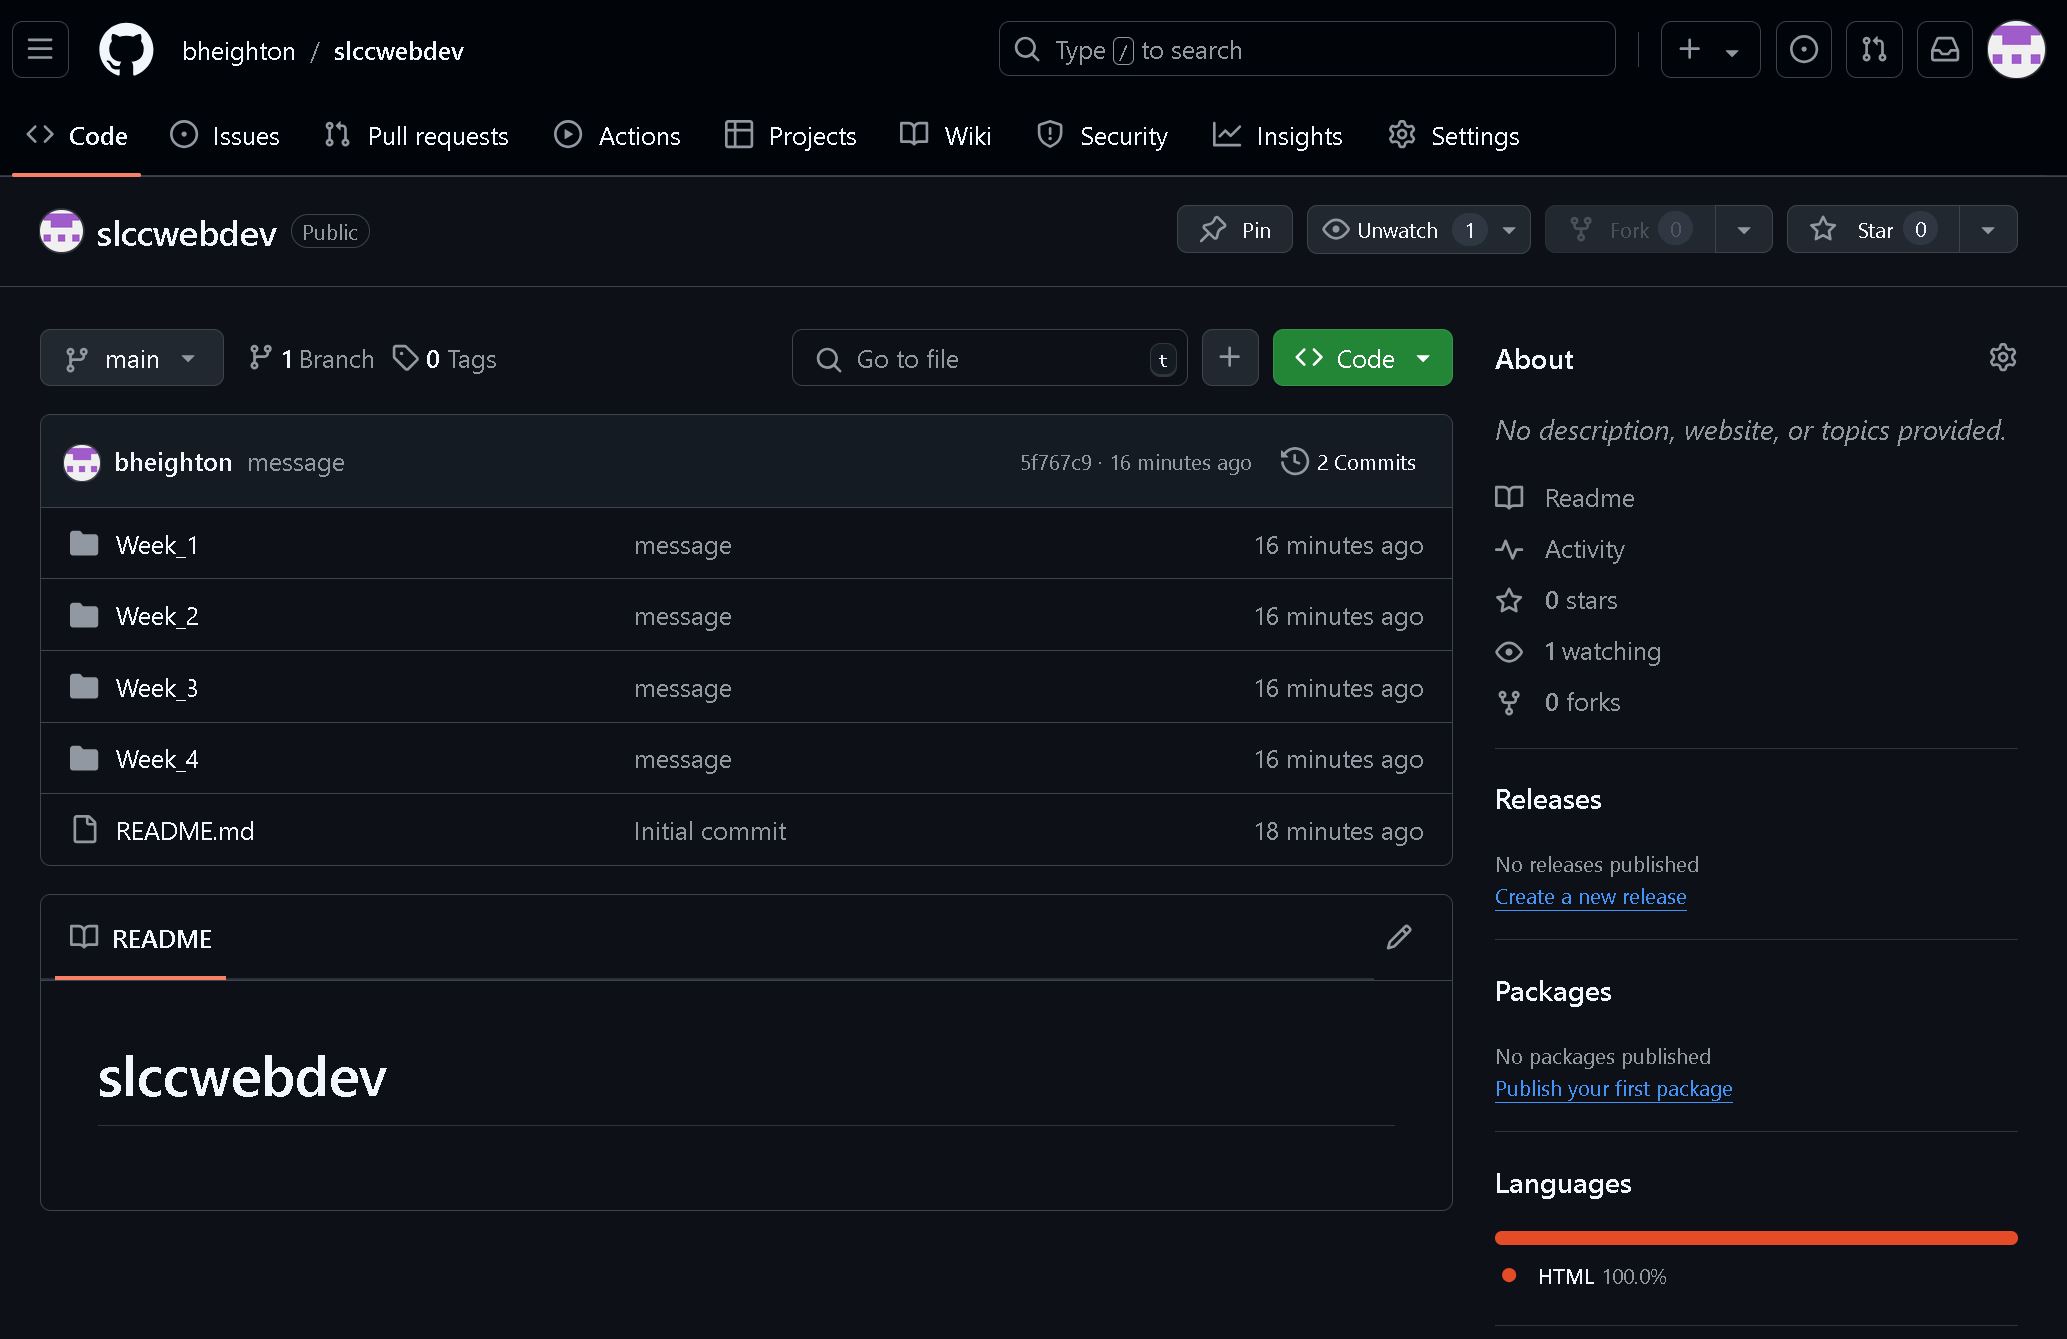 bheighton / slccwebdev
Type / to search
Code Issues Pull requests Actions Projects Wiki Security Insights Settings
slccwebdev Public
Pin Unwatch 1 Fork 0 Star 0
main 1 Branch 0 Tags
Go to file t Code
bheighton message 5f767c9 · 16 minutes ago 2 Commits
Week_1 message 16 minutes ago
Week_2 message 16 minutes ago
Week_3 message 16 minutes ago
Week_4 message 16 minutes ago
README.md Initial commit 18 minutes ago
README
slccwebdev
About
No description, website, or topics provided.
Readme
Activity
0 stars
1 watching
0 forks
Releases
No releases published
Create a new release
Packages
No packages published
Publish your first package
Languages
HTML 100.0%